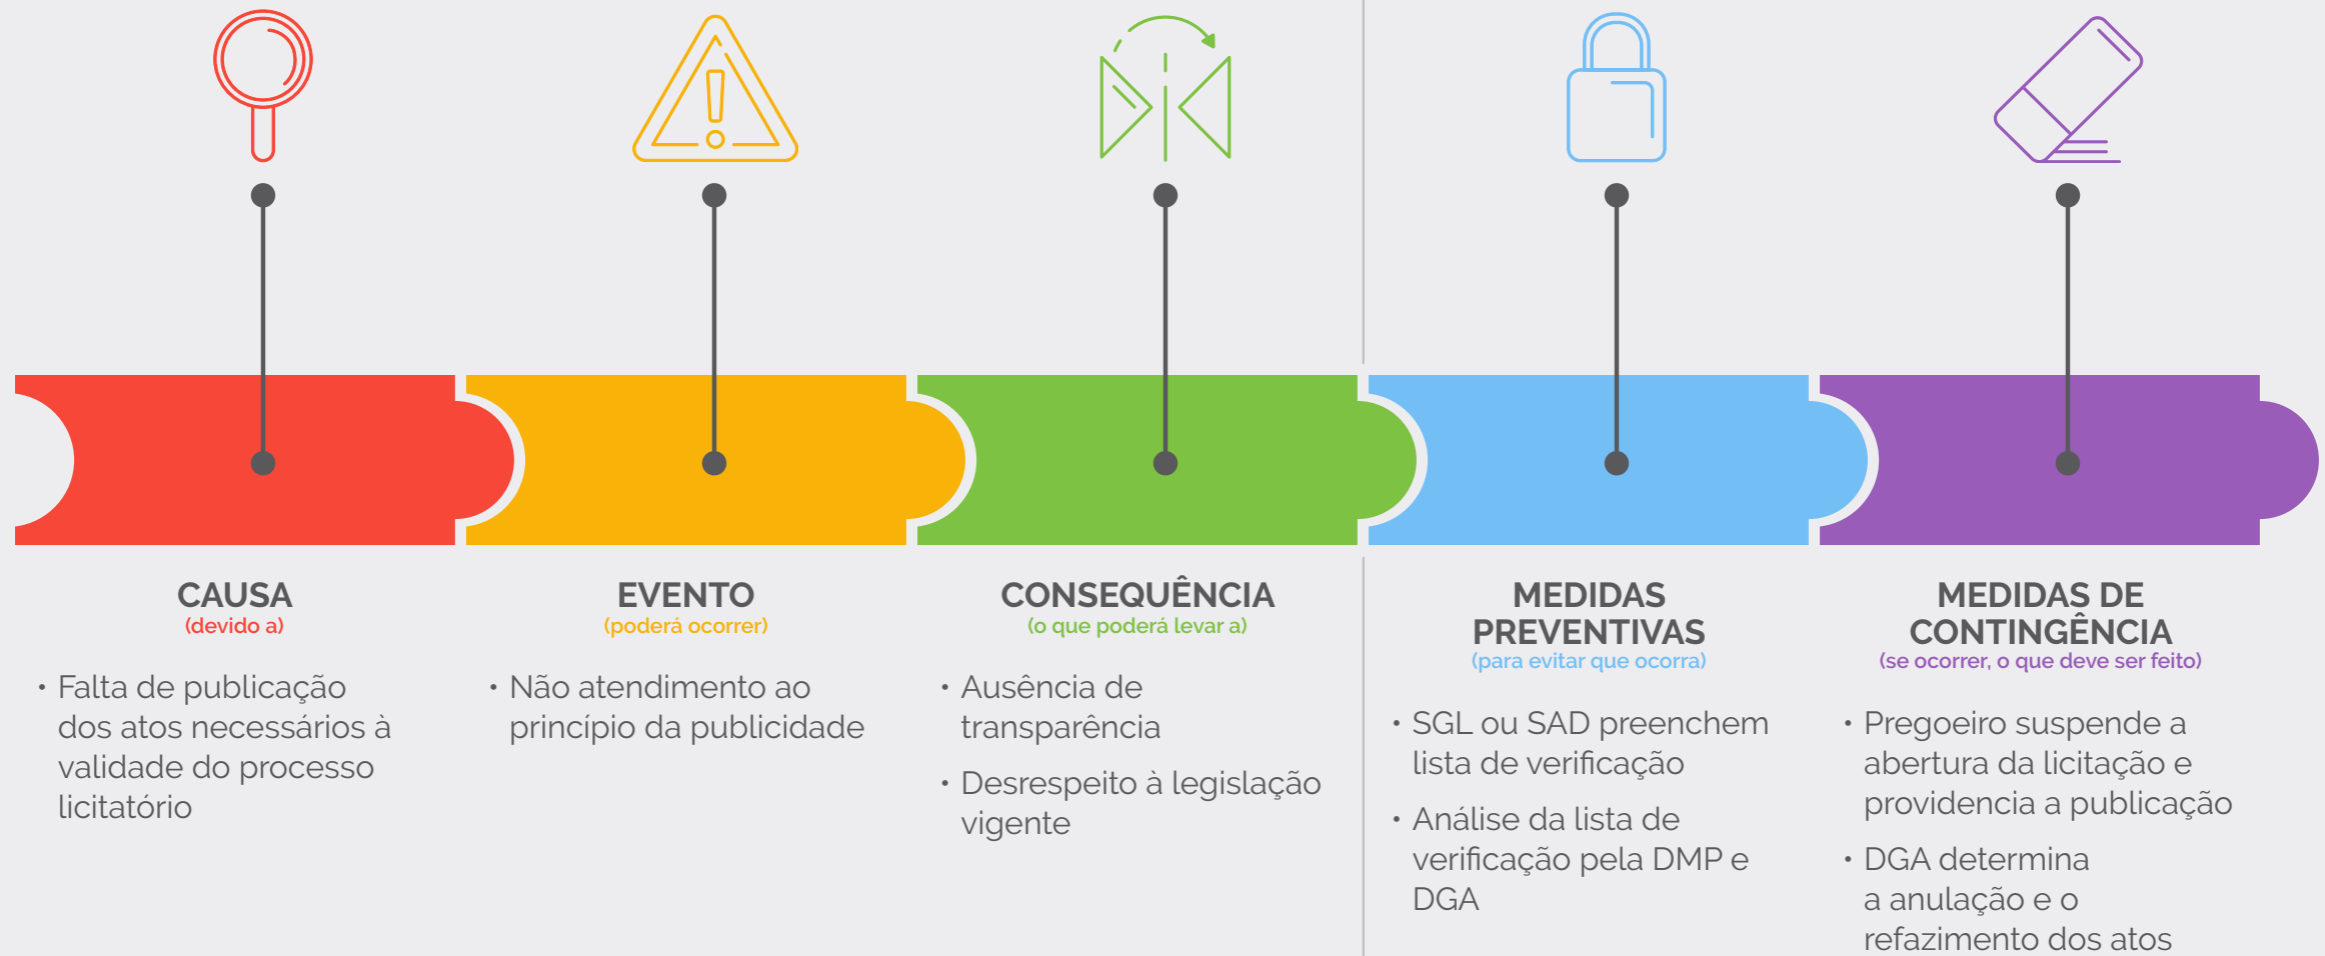 CAUSA
(devido a)
• Falta de publicação
dos atos necessários à
validade do processo
licitatório
EVENTO
(poderá ocorrer)
• Não atendimento ao
princípio da publicidade
CONSEQUÊNCIA
(o que poderá levar a)
• Ausência de
transparência
• Desrespeito à legislação
vigente
MEDIDAS
PREVENTIVAS
(para evitar que ocorra)
• SGL ou SAD preenchem
lista de verificação
• Análise da lista de
verificação pela DMP e
DGA
MEDIDAS DE
CONTINGÊNCIA
(se ocorrer, o que deve ser feito)
• Pregoeiro suspende a
abertura da licitação e
providencia a publicação
• DGA determina
a anulação e o
refazimento dos atos